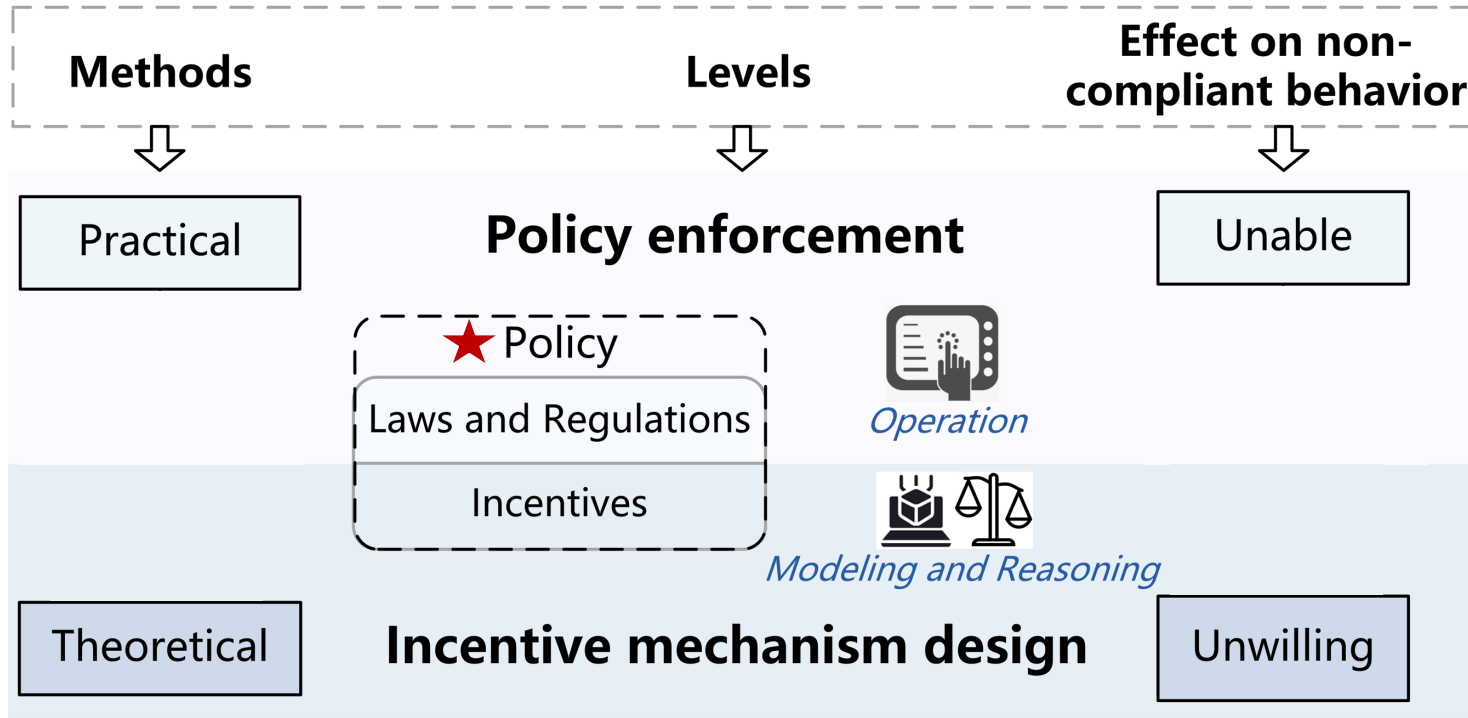 Methods
Levels
Effect on non-
compliant behavior
Practical
Policy enforcement
Unable
Policy
Laws and Regulations
Operation
Incentives
Modeling and Reasoning
Theoretical
Incentive mechanism design
Unwilling